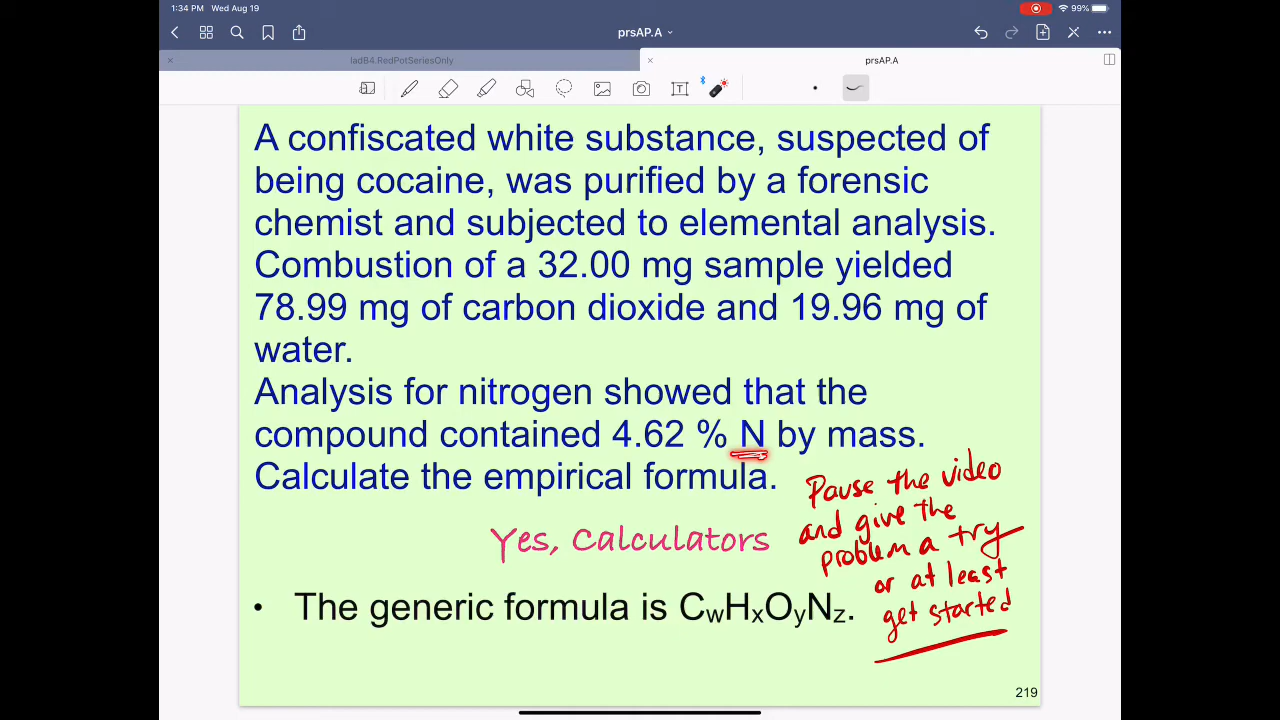 1:34 PM Wed Aug 19
99%
prsAP.A
IadB4.RedPotSeriesOnly
prsAP.A
A confiscated white substance, suspected of
being cocaine, was purified by a forensic
chemist and subjected to elemental analysis.
Combustion of a 32.00 mg sample yielded
78.99 mg of carbon dioxide and 19.96 mg of
water.
Analysis for nitrogen showed that the
compound contained 4.62 % N by mass.
Calculate the empirical formula.
Pause the video
and give the
problem a try
or at least
get started
Yes, Calculators
• The generic formula is CwHxOyNz.
219